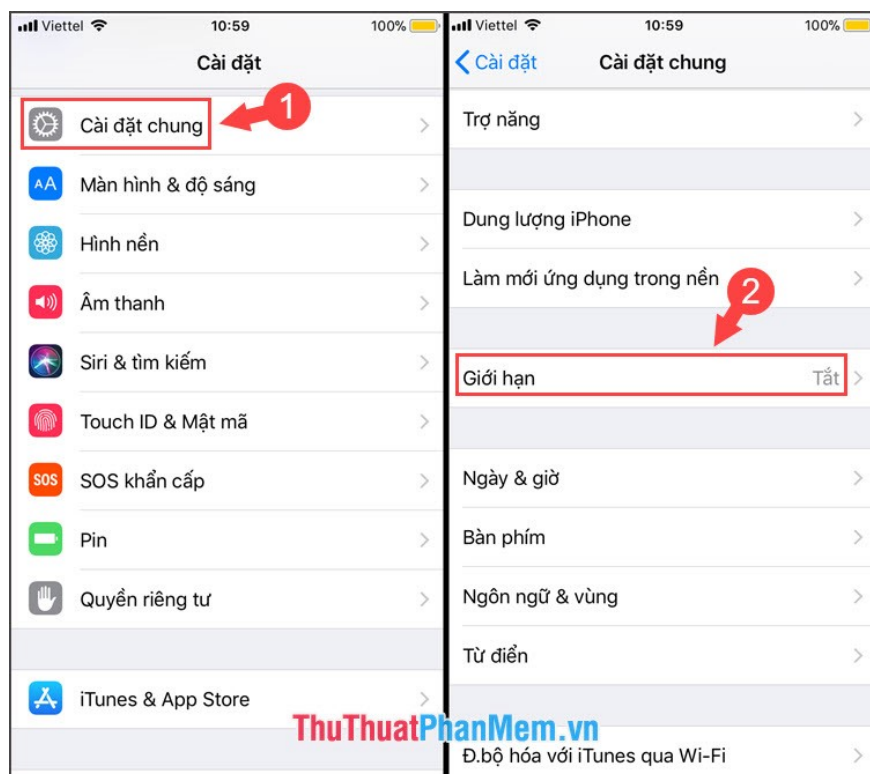 Viettel 10:59 100%
Cài đặt
Cài đặt chung
1
AA Màn hình & độ sáng
Hình nền
Âm thanh
Siri & tìm kiếm
Touch ID & Mật mã
SOS SOS khẩn cấp
Pin
Quyền riêng tư
iTunes & App Store
Viettel 10:59 100%
Cài đặt Cài đặt chung
Trợ năng
Dung lượng iPhone
Làm mới ứng dụng trong nền
2
Giới hạn Tắt
Ngày & giờ
Bàn phím
Ngôn ngữ & vùng
Từ điển
Đ.bộ hóa với iTunes qua Wi-Fi
ThuThuatPhanMem.vn